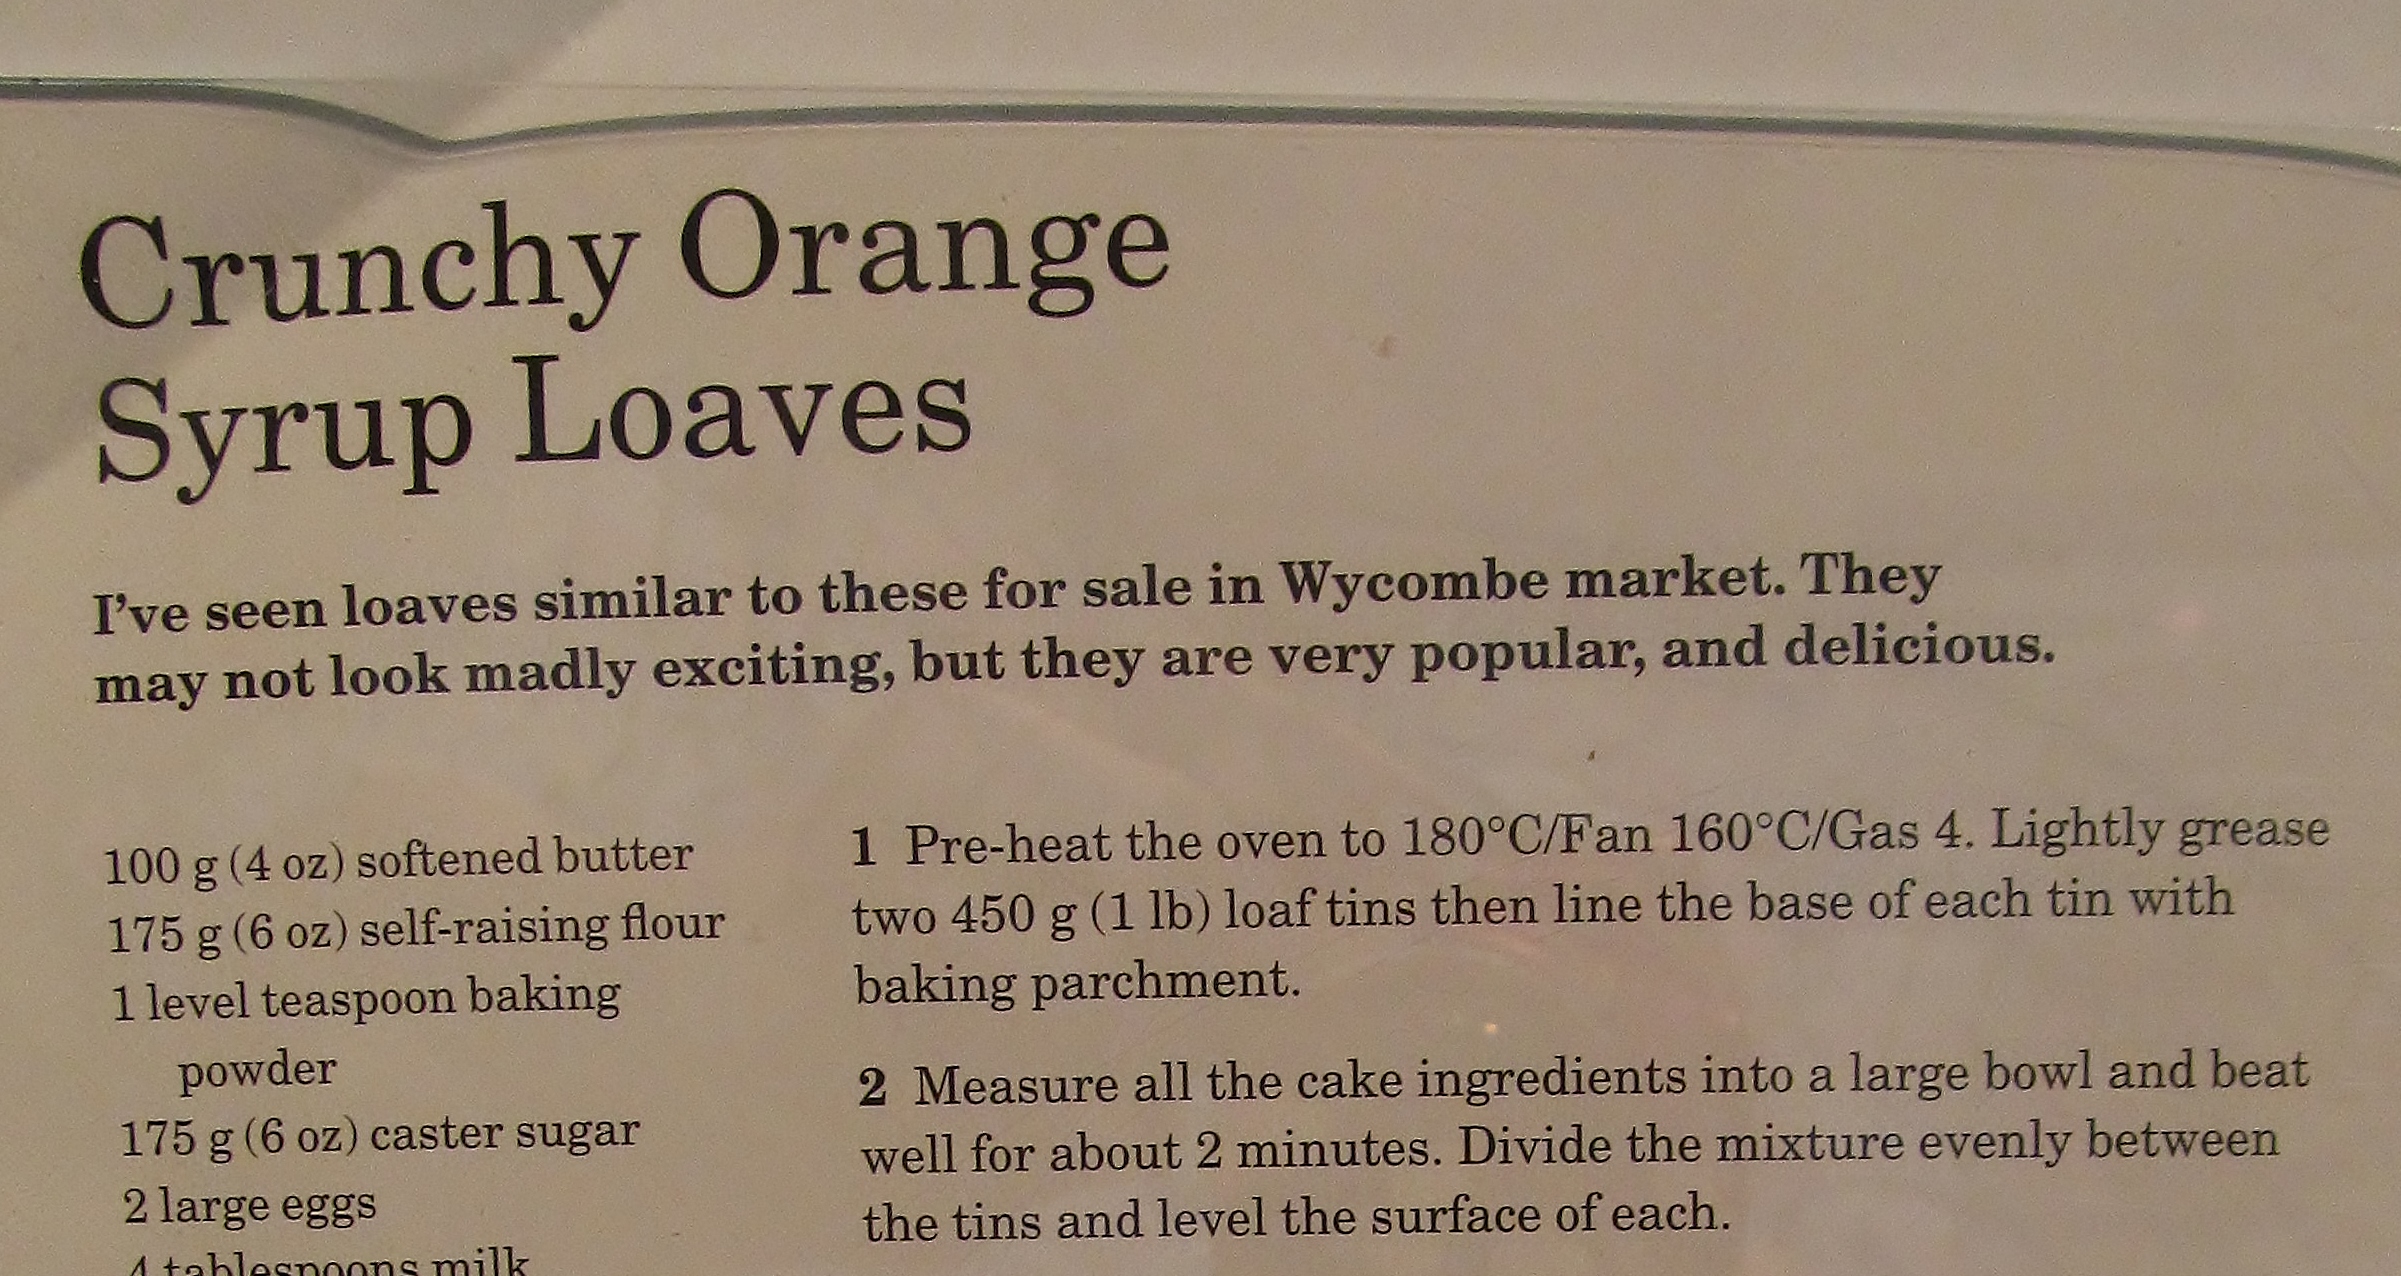 Crunchy Orange
Syrup Loaves
I've seen loaves similar to these for sale in Wycombe market. They
may not look madly exciting, but they are very popular, and delicious.
100 g (4 oz) softened butter
175 g (6 oz) self-raising flour
1 level teaspoon baking
powder
175 g (6 oz) caster sugar
2 large eggs
4 tablespoons milk
1 Pre-heat the oven to 180°C/Fan 160°C/Gas 4. Lightly grease
two 450 g (1 lb) loaf tins then line the base of each tin with
baking parchment.
2 Measure all the cake ingredients into a large bowl and beat
well for about 2 minutes. Divide the mixture evenly between
the tins and level the surface of each.